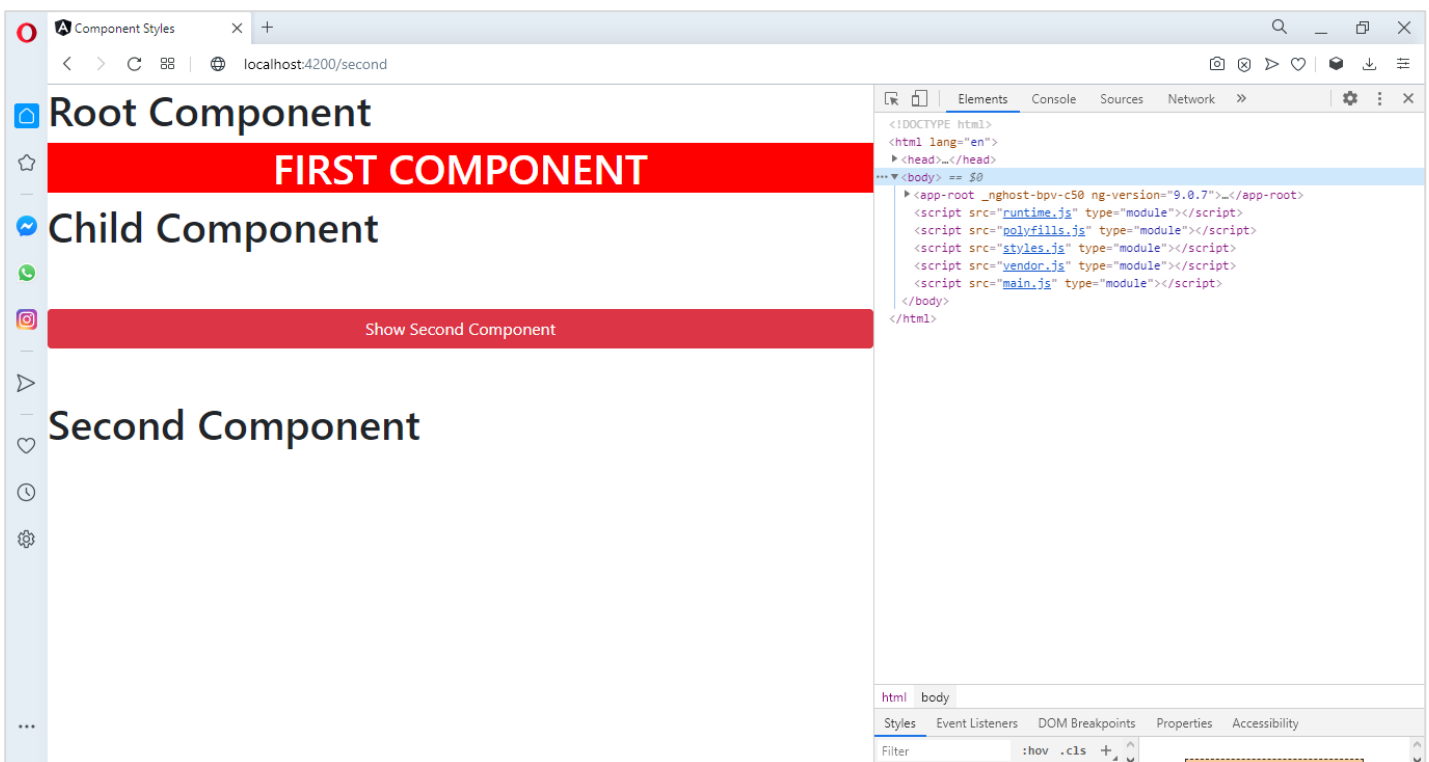 Component Styles
localhost:4200/second
Root Component
FIRST COMPONENT
Child Component
Show Second Component
Second Component
Elements Console Sources Network »
<!DOCTYPE html>
<html lang="en">
<head>…</head>
<body> == $0
<app-root _nghost-bpv-c50 ng-version="9.0.7">…</app-root>
<script src="runtime.js" type="module"></script>
<script src="polyfills.js" type="module"></script>
<script src="styles.js" type="module"></script>
<script src="vendor.js" type="module"></script>
<script src="main.js" type="module"></script>
</body>
</html>
html body
Styles Event Listeners DOM Breakpoints Properties Accessibility
Filter :hov .cls +